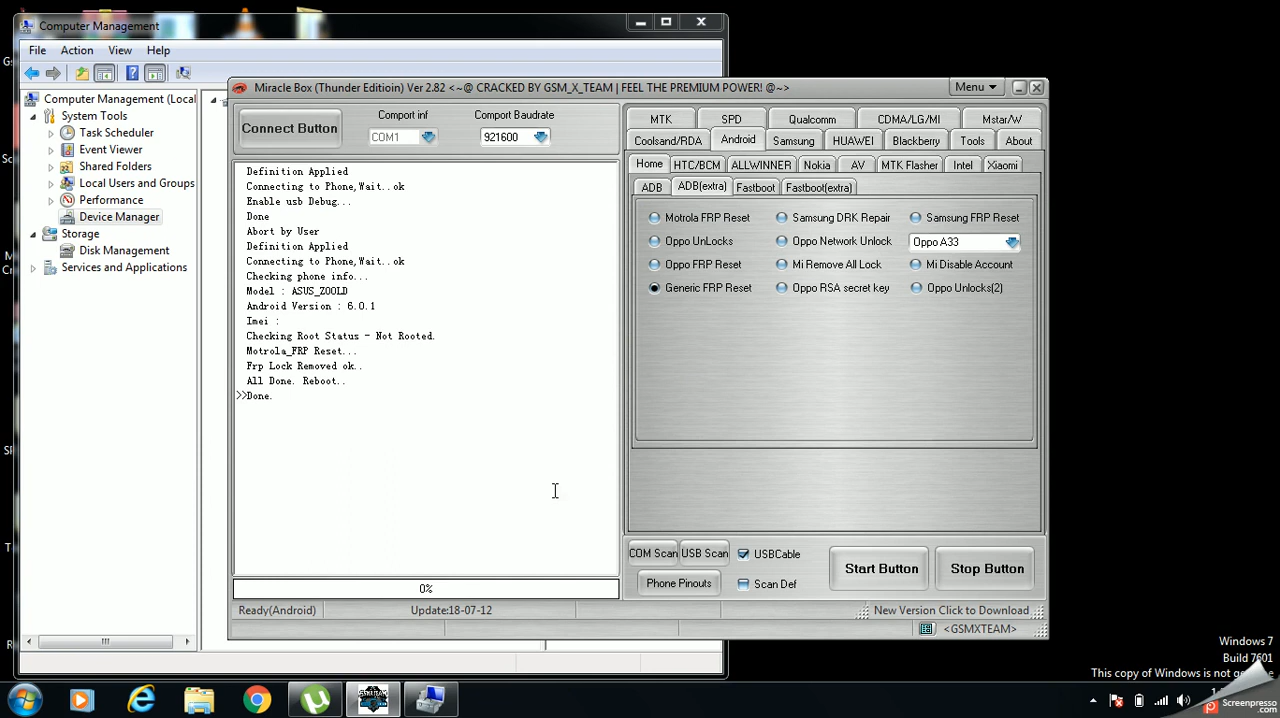 Computer Management
File Action View Help
Computer Management (Local
System Tools
Task Scheduler
Event Viewer
Shared Folders
Local Users and Groups
Performance
Device Manager
Storage
Disk Management
Services and Applications
Miracle Box (Thunder Editioin) Ver 2.82 < -@ CRACKED BY GSM_X_TEAM | FEEL THE PREMIUM POWER! @~>
Menu
Connect Button
Comport inf
COM1
Comport Baudrate
921600
MTK SPD Qualcomm CDMA/LG/MI Mstar/W
Coolsand/RDA Android Samsung HUAWEI Blackberry Tools About
Home HTC/BCM ALLWINNER Nokia AV MTK Flasher Intel Xiaomi
ADB ADB(extra) Fastboot Fastboot(extra)
Motrola FRP Reset Samsung DRK Repair Samsung FRP Reset
Oppo UnLocks Oppo Network Unlock Oppo A33
Oppo FRP Reset Mi Remove All Lock Mi Disable Account
Generic FRP Reset Oppo RSA secret key Oppo Unlocks(2)
Definition Applied
Connecting to Phone,Wait..ok
Enable usb Debug...
Done
Abort by User
Definition Applied
Connecting to Phone,Wait..ok
Checking phone info...
Model : ASUS_Z00LD
Android Version : 6.0.1
Imei :
Checking Root Status - Not Rooted.
Motrola_FRP Reset...
Frp Lock Removed ok..
All Done. Reboot..
>>Done.
COM Scan USB Scan USBCable
Phone Pinouts Scan Def
Start Button Stop Button
0%
Ready(Android) Update:18-07-12 New Version Click to Download
<GSMXTEAM>
Windows 7
Build 7601
This copy of Windows is not
Screenpresso
.com